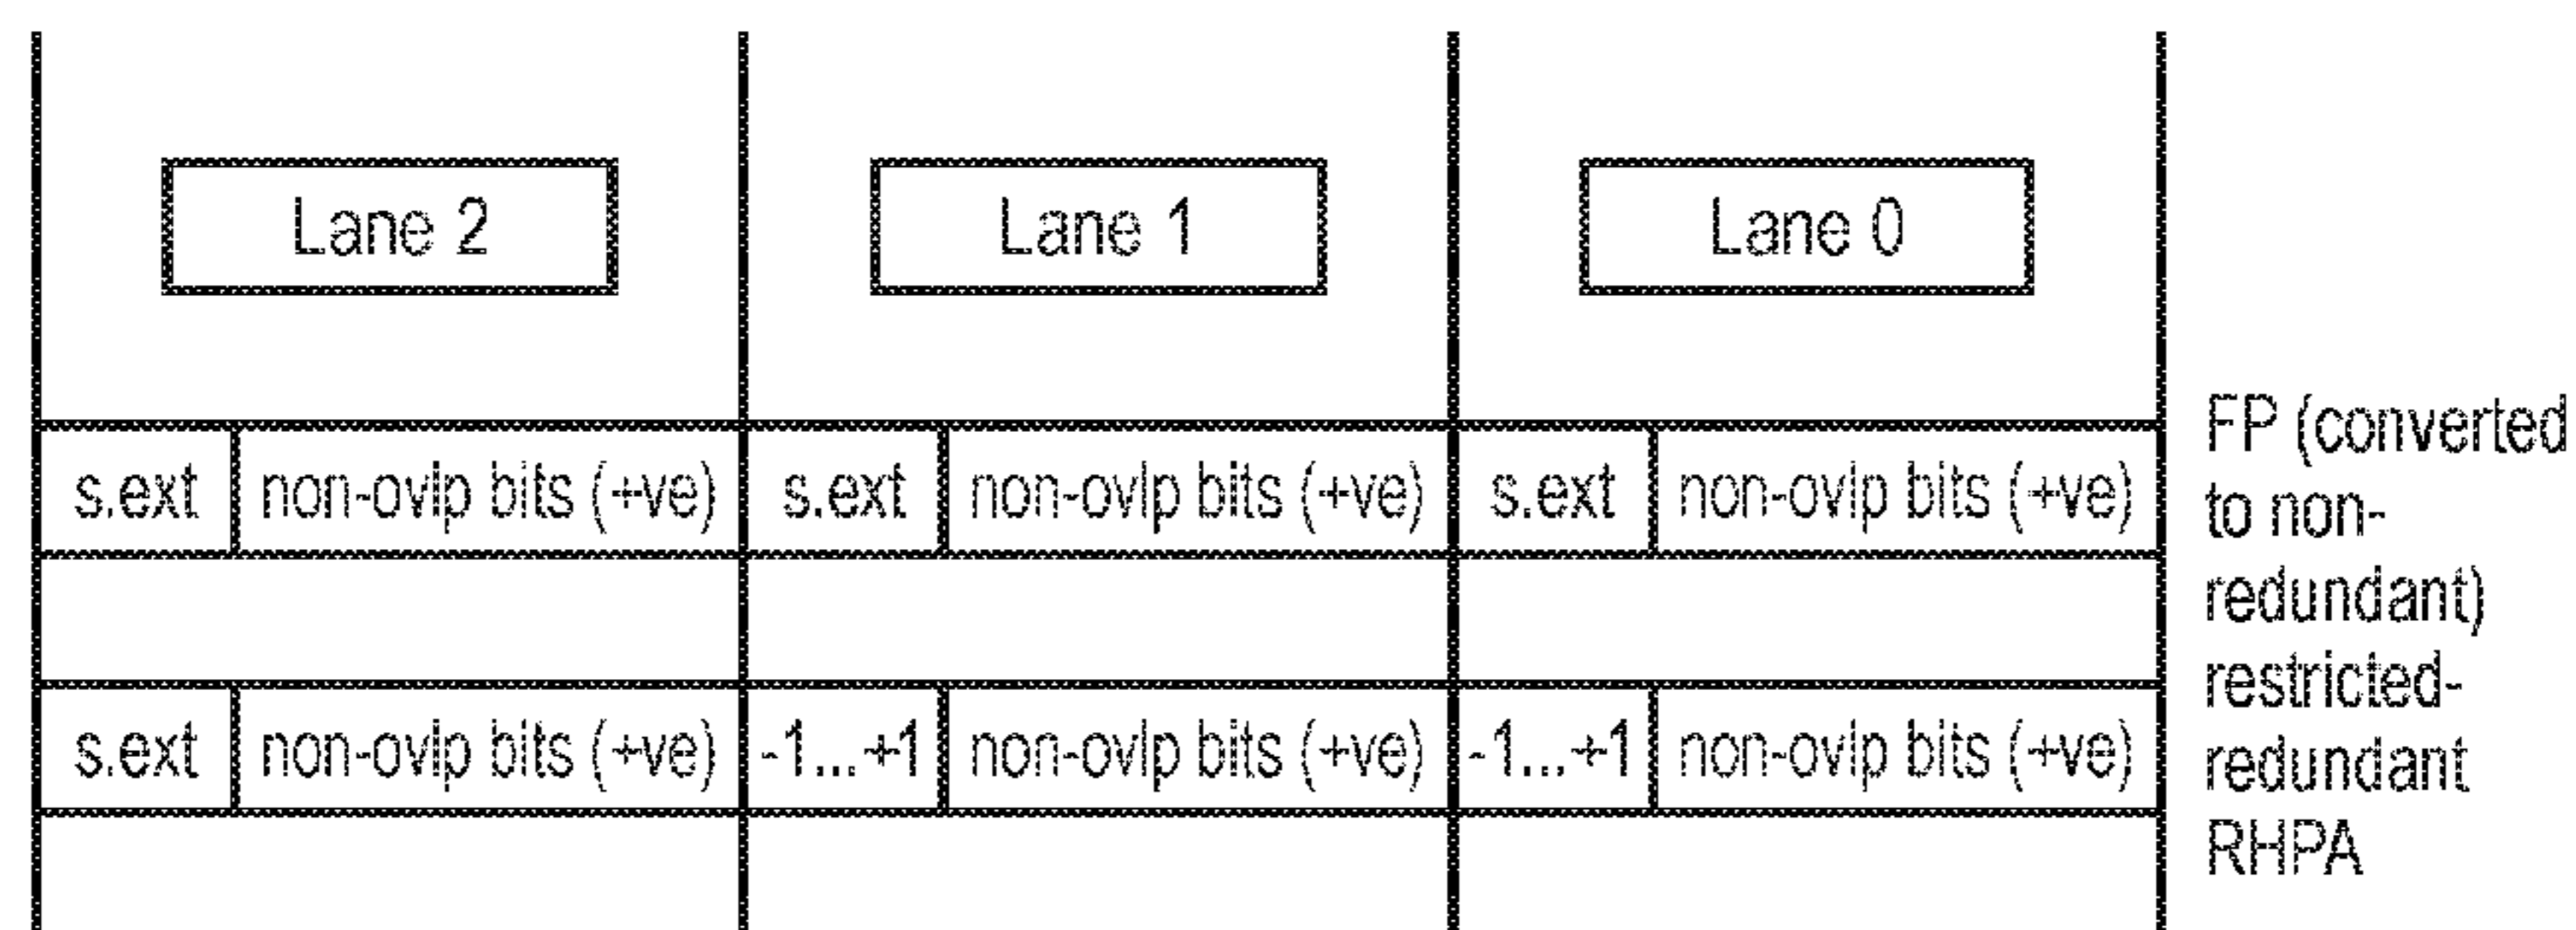 Lane 2 Lane 1 Lane 0
s.ext non-ovlp bits (+ve) s.ext non-ovlp bits (+ve) s.ext non-ovlp bits (+ve)
s.ext non-ovlp bits (+ve) -1...+1 non-ovlp bits (+ve) -1...+1 non-ovlp bits (+ve)
FP (converted
to non-
redundant)
restricted-
redundant
RHPA